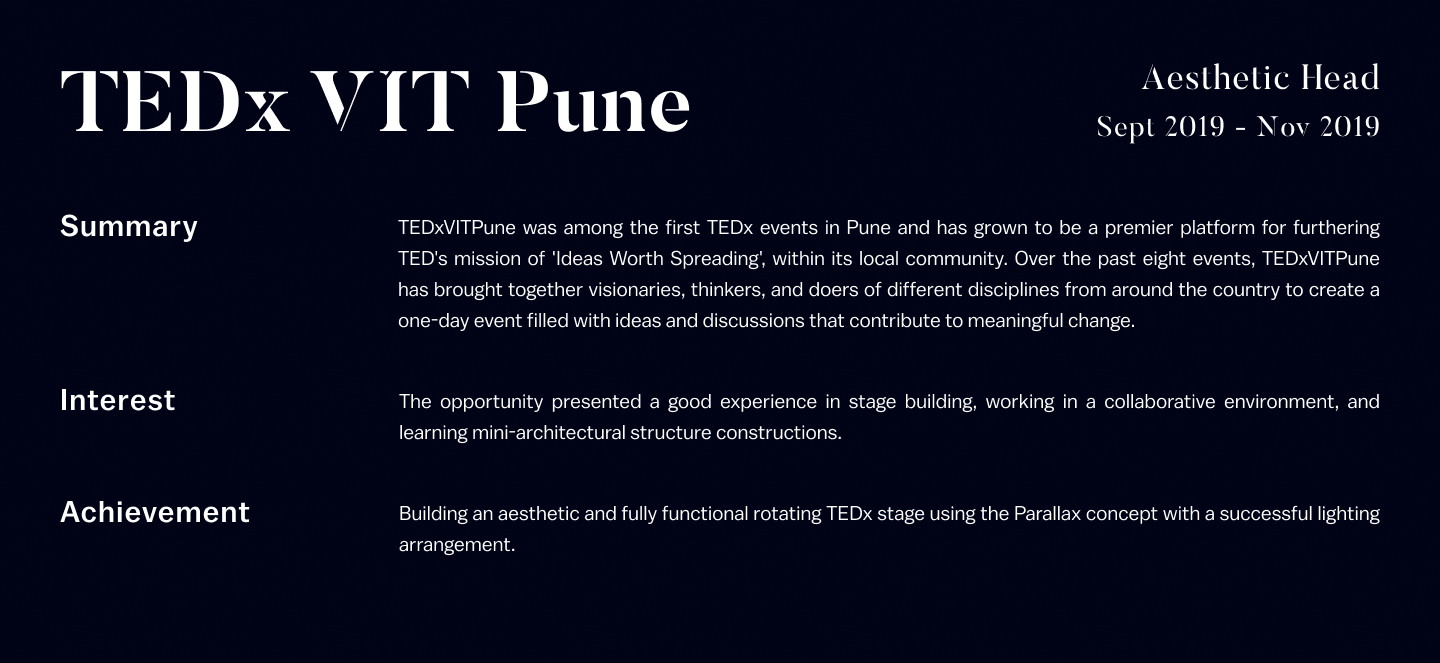 TEDx VIT Pune
Aesthetic Head
Sept 2019 - Nov 2019
Summary
TEDxVITPune was among the first TEDx events in Pune and has grown to be a premier platform for furthering
TED's mission of 'Ideas Worth Spreading', within its local community. Over the past eight events, TEDxVITPune
has brought together visionaries, thinkers, and doers of different disciplines from around the country to create a
one-day event filled with ideas and discussions that contribute to meaningful change.
Interest
The opportunity presented a good experience in stage building, working in a collaborative environment, and
learning mini-architectural structure constructions.
Achievement
Building an aesthetic and fully functional rotating TEDx stage using the Parallax concept with a successful lighting
arrangement.